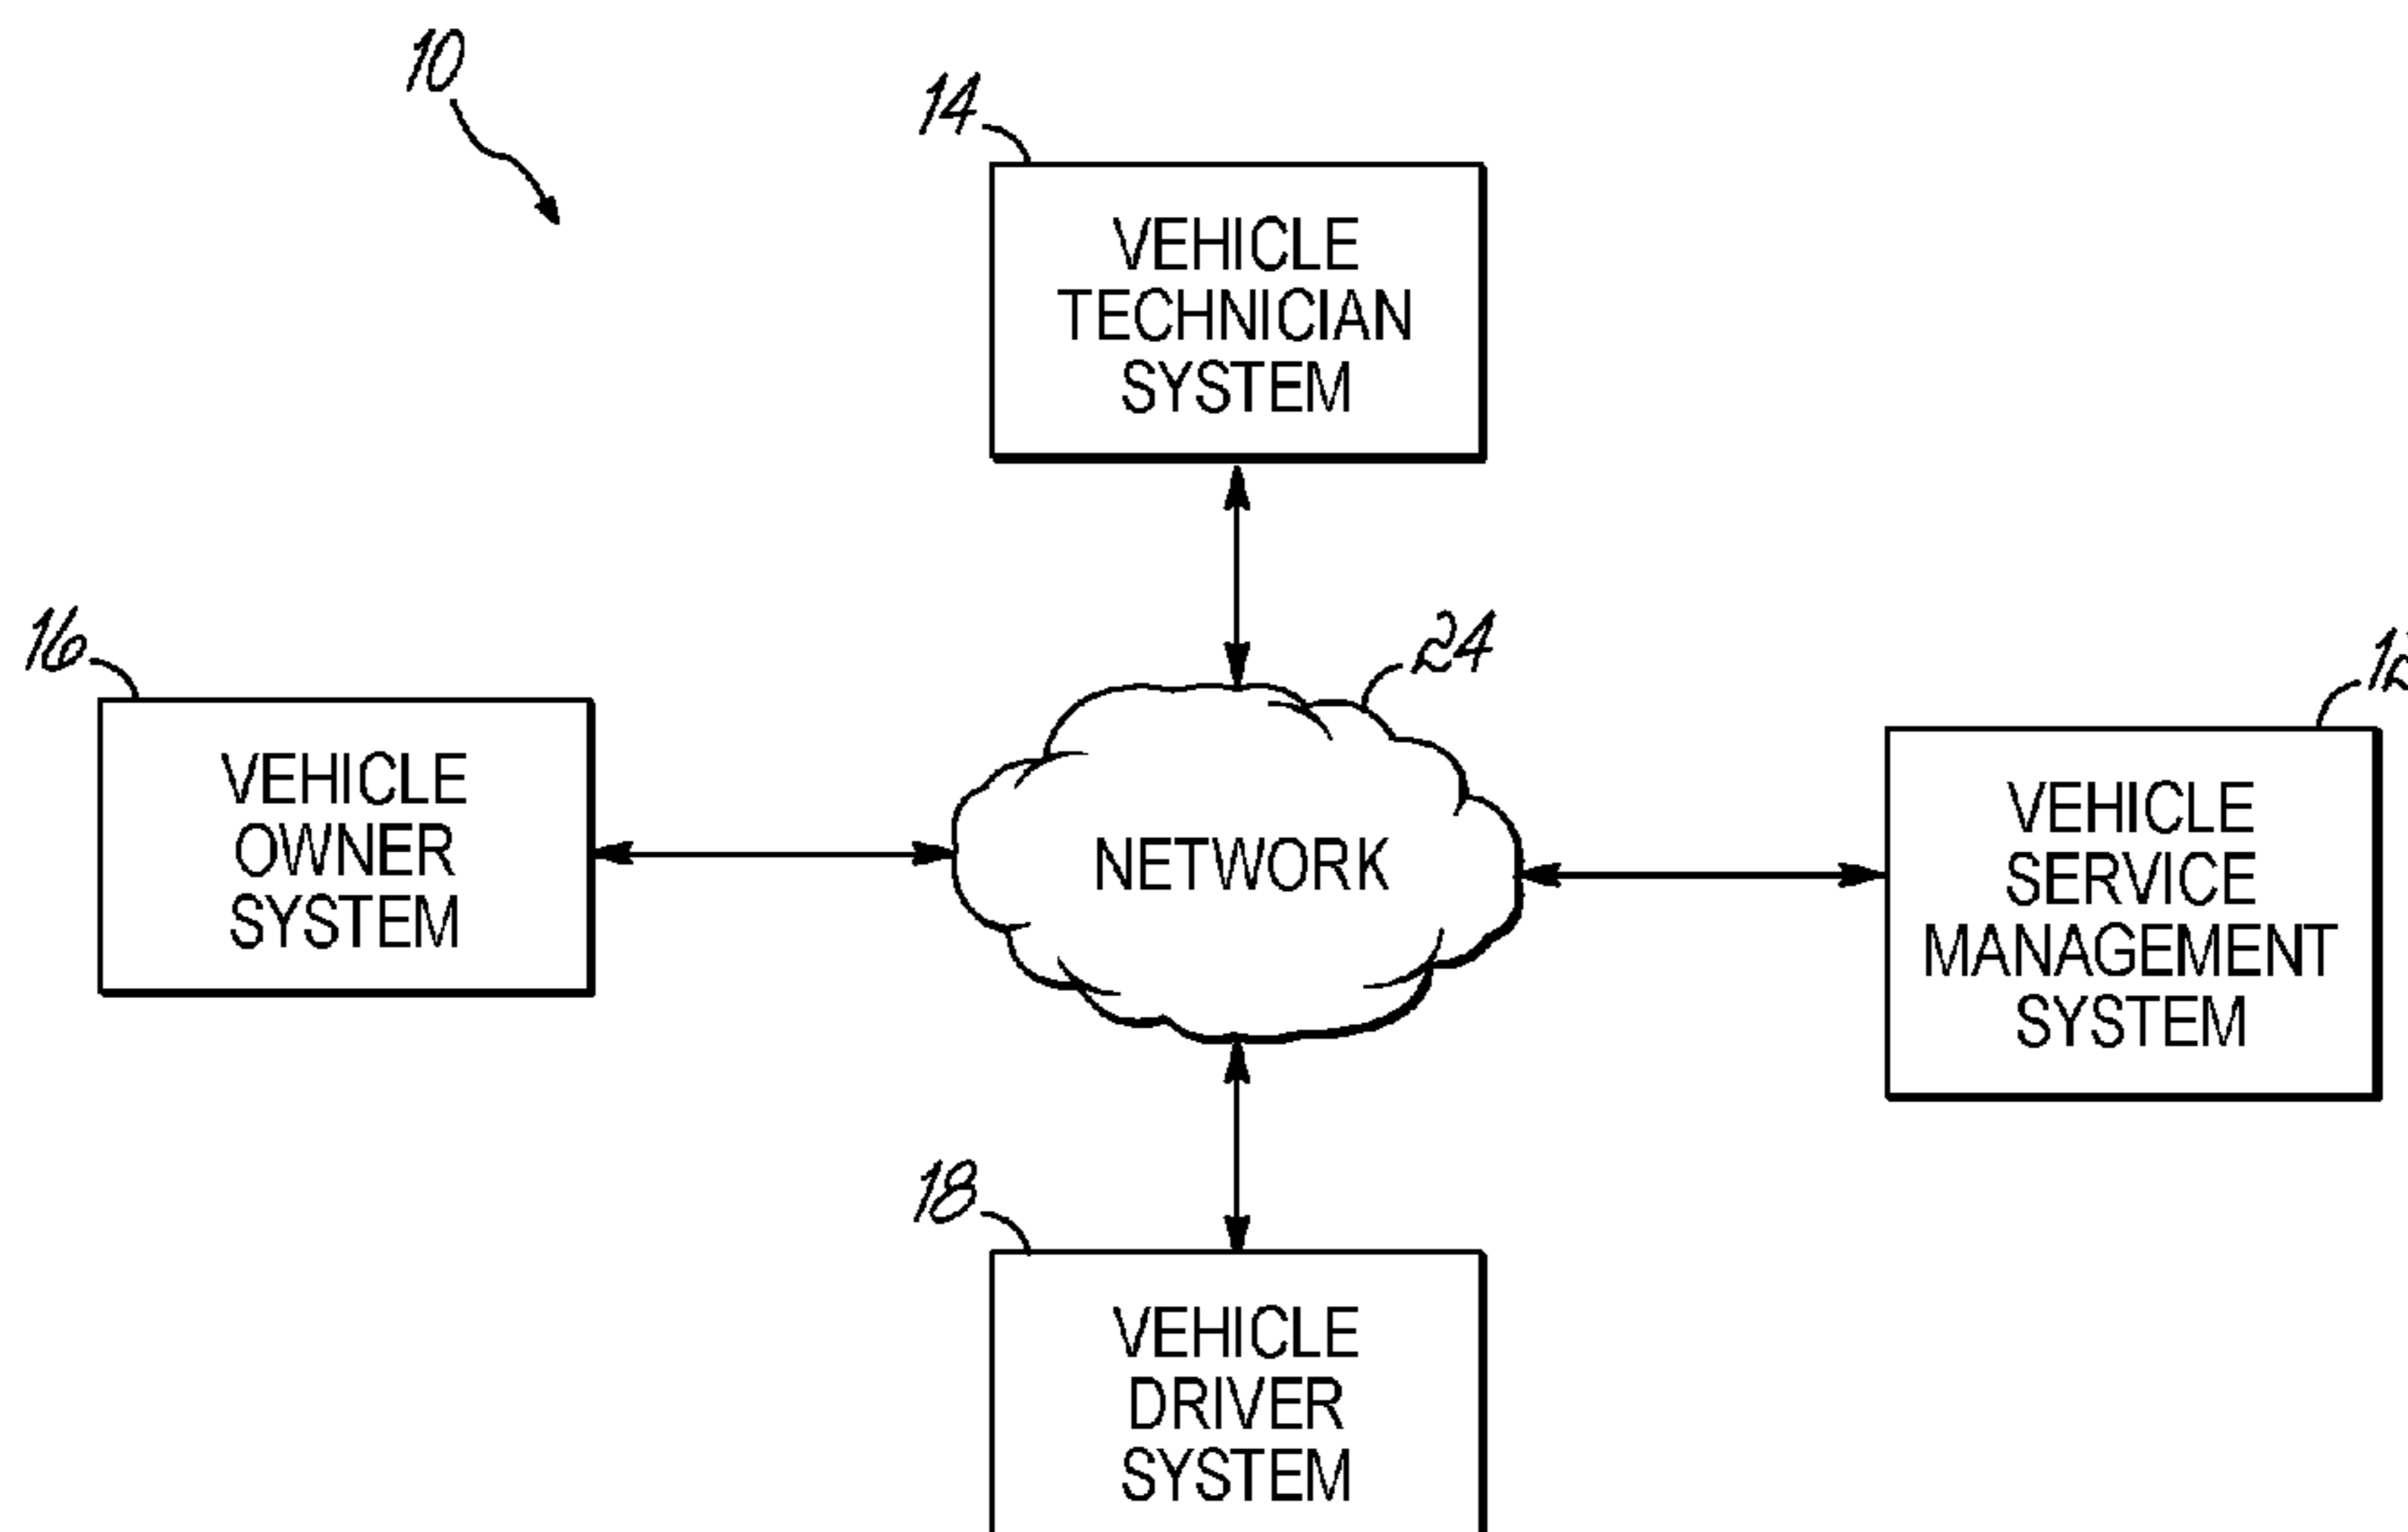 10
14
VEHICLE
TECHNICIAN
SYSTEM
16
24
12
VEHICLE
OWNER
SYSTEM
NETWORK
VEHICLE
SERVICE
MANAGEMENT
SYSTEM
18
VEHICLE
DRIVER
SYSTEM